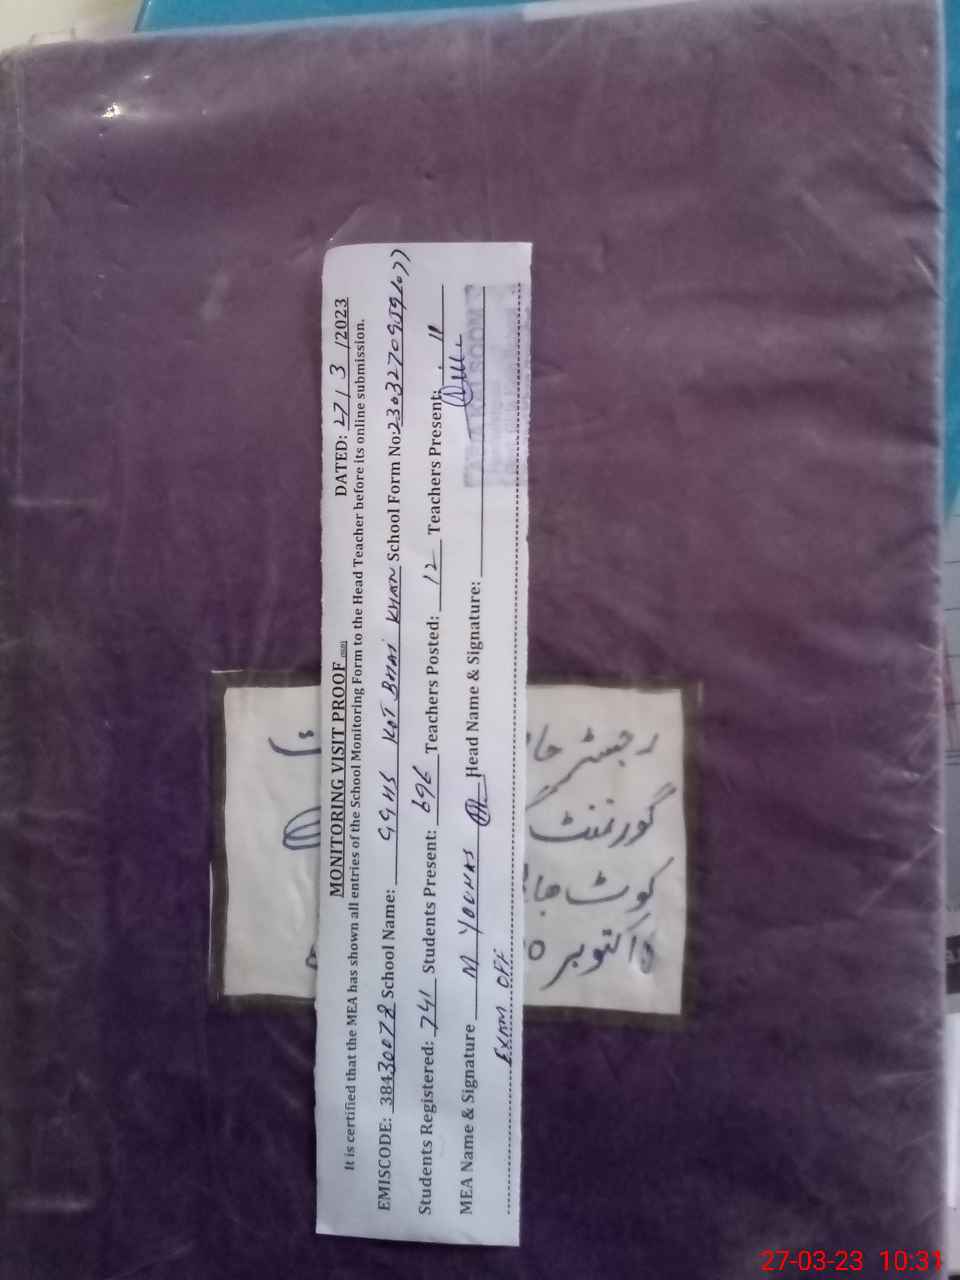 MONITORING VISIT PROOF DATED: 27/3/2023
It is certified that the MEA has shown all entries of the School Monitoring Form to the Head Teacher before its online submission.
EMISCODE: 38430078 School Name: GGHS KOT BHAI KHAN School Form No:
Students Registered: 741 Students Present: 696 Teachers Posted: 12 Teachers Present: 11
MEA Name & Signature M YOUNAS Head Name & Signature:
EXAM OFF
رجسٹر
گورنمنٹ
کوٹ
اکتوبر
27-03-23 10:31